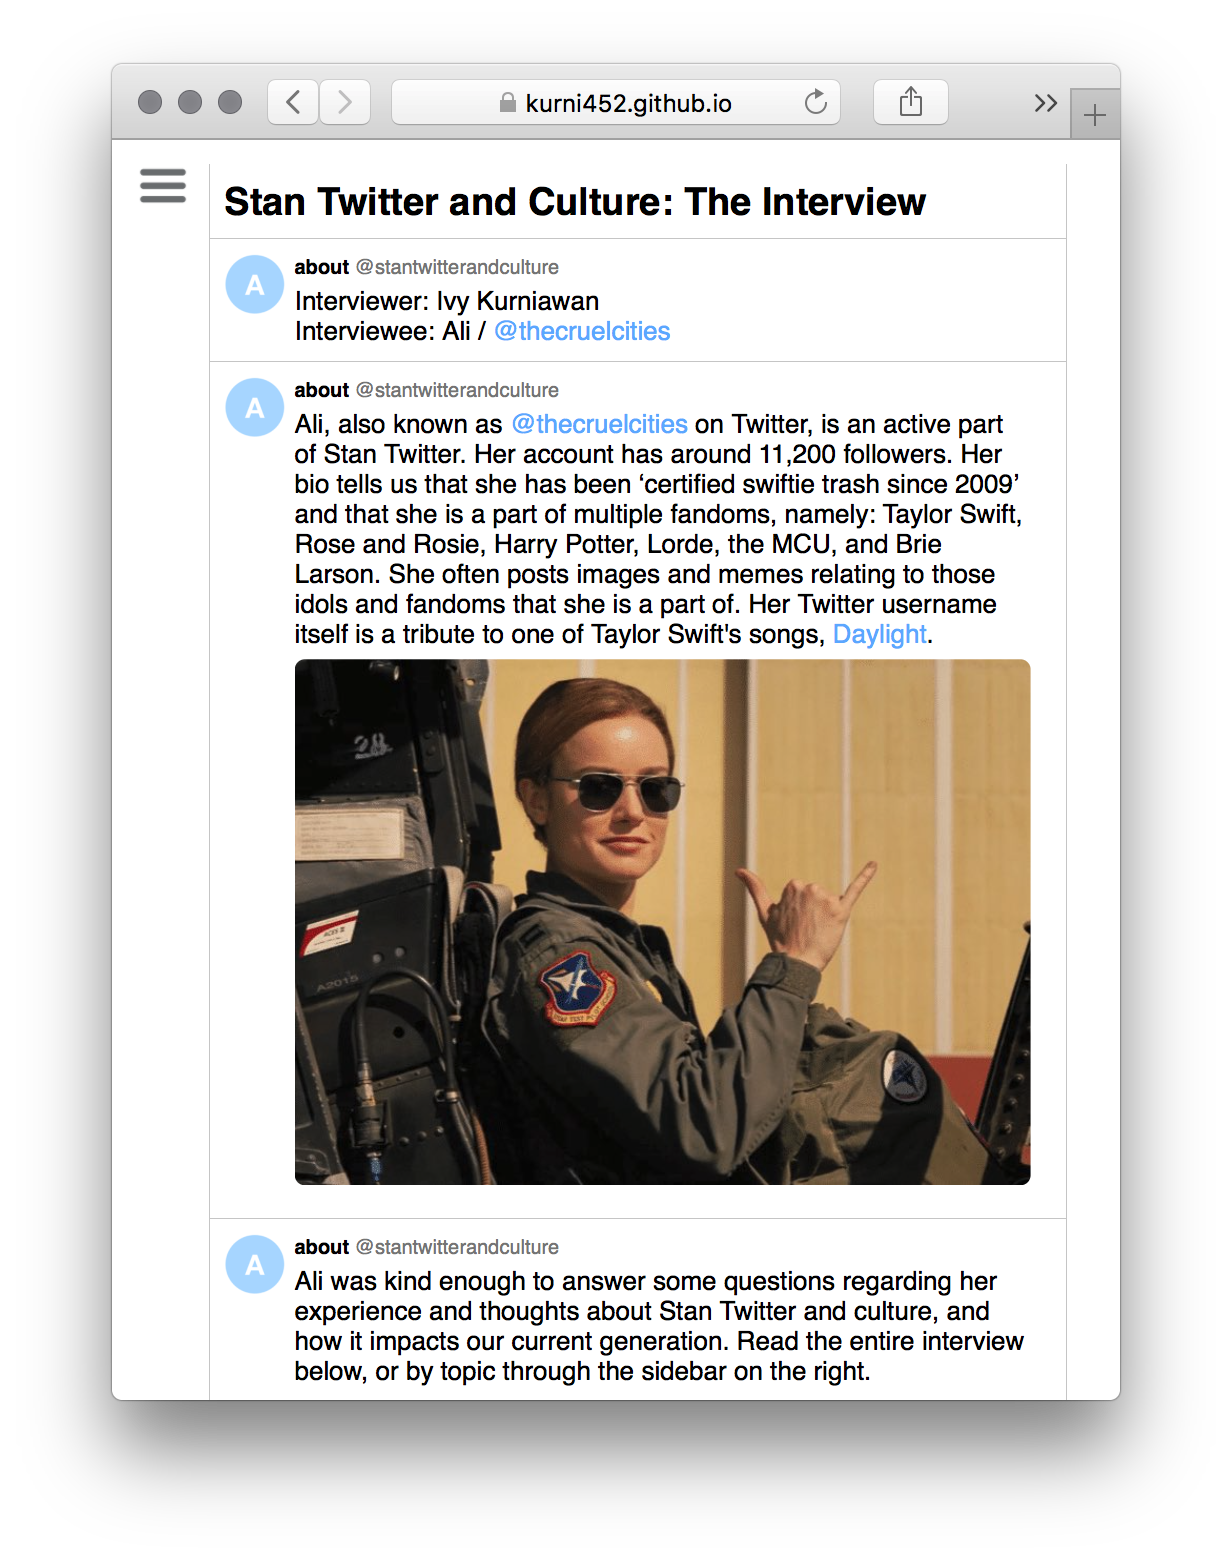 kurni452.github.io
Stan Twitter and Culture: The Interview
A
about @stantwitterandculture
Interviewer: Ivy Kurniawan
Interviewee: Ali / @thecruelcities
A
about @stantwitterandculture
Ali, also known as @thecruelcities on Twitter, is an active part
of Stan Twitter. Her account has around 11,200 followers. Her
bio tells us that she has been ‘certified swiftie trash since 2009’
and that she is a part of multiple fandoms, namely: Taylor Swift,
Rose and Rosie, Harry Potter, Lorde, the MCU, and Brie
Larson. She often posts images and memes relating to those
idols and fandoms that she is a part of. Her Twitter username
itself is a tribute to one of Taylor Swift's songs, Daylight.
28
ACES II
A2015
A
about @stantwitterandculture
Ali was kind enough to answer some questions regarding her
experience and thoughts about Stan Twitter and culture, and
how it impacts our current generation. Read the entire interview
below, or by topic through the sidebar on the right.